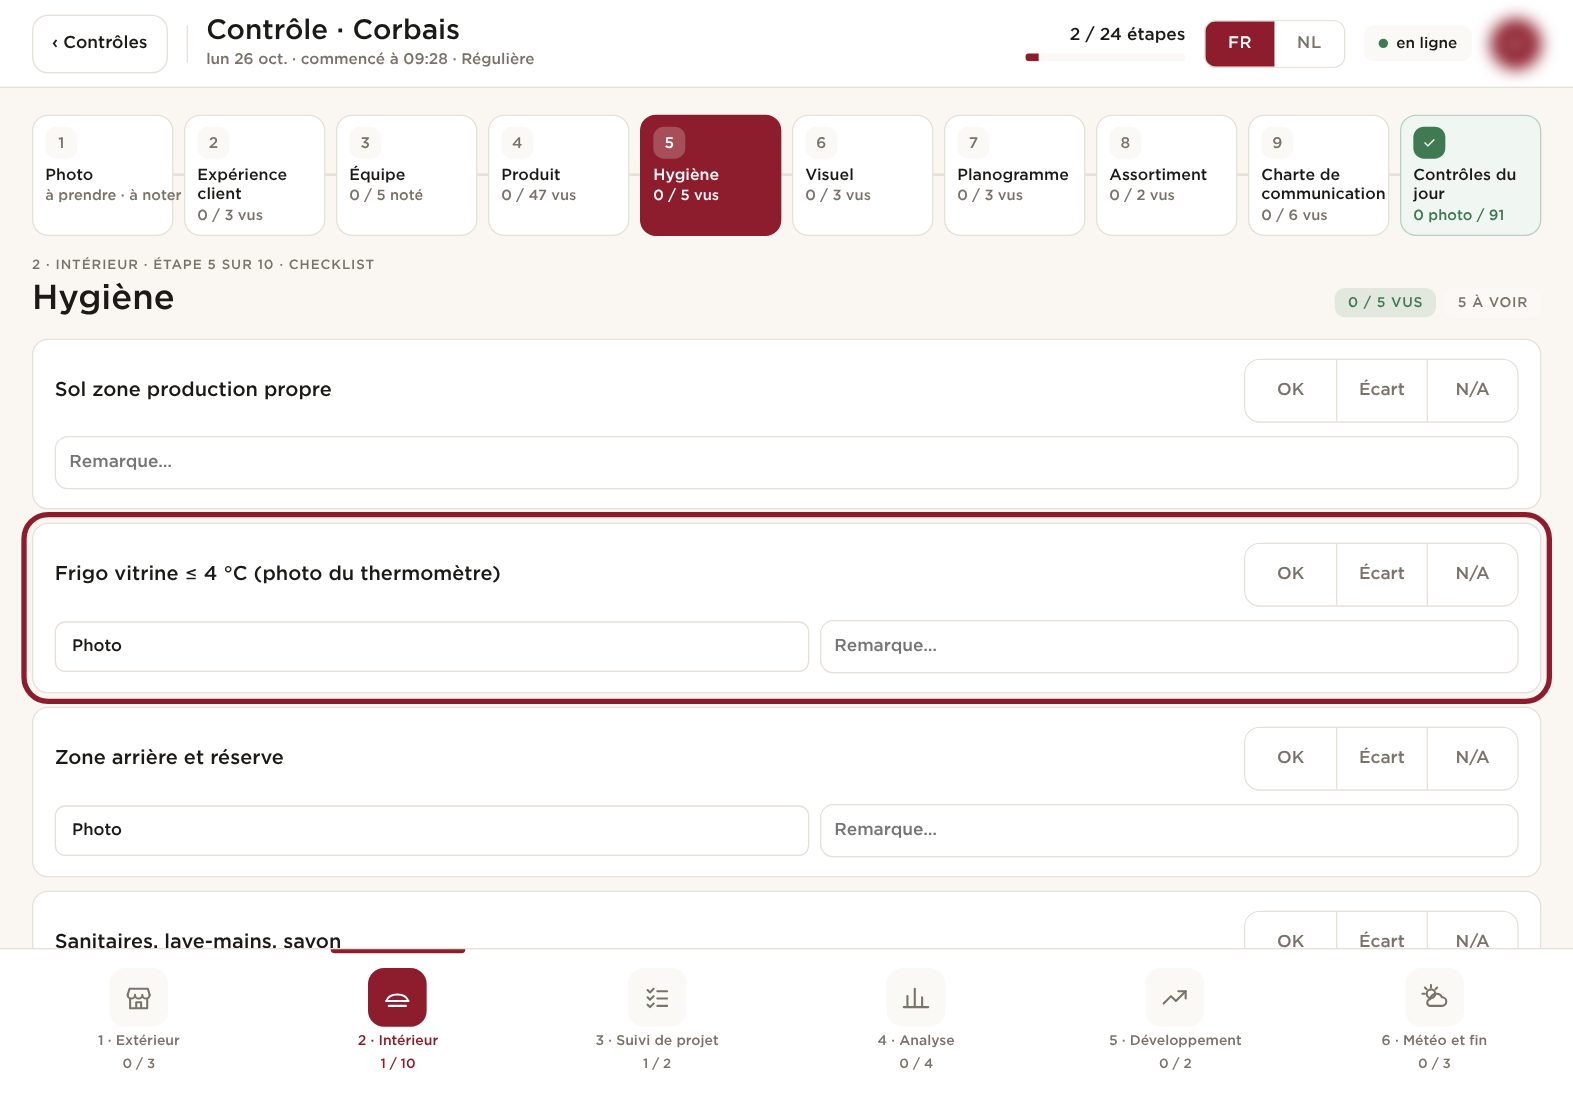 ‹ Contrôles
Contrôle · Corbais
lun 26 oct. · commencé à 09:28 · Régulière
2 / 24 étapes
FR
NL
en ligne
1
Photo
à prendre · à noter
2
Expérience
client
0 / 3 vus
3
Équipe
0 / 5 noté
4
Produit
0 / 47 vus
5
Hygiène
0 / 5 vus
6
Visuel
0 / 3 vus
7
Planogramme
0 / 3 vus
8
Assortiment
0 / 2 vus
9
Charte de
communication
0 / 6 vus
Contrôles du
jour
0 photo / 91
2 · INTÉRIEUR · ÉTAPE 5 SUR 10 · CHECKLIST
Hygiène
0 / 5 VUS
5 À VOIR
Sol zone production propre
OK
Écart
N/A
Remarque...
Frigo vitrine ≤ 4 °C (photo du thermomètre)
OK
Écart
N/A
Photo
Remarque...
Zone arrière et réserve
OK
Écart
N/A
Photo
Remarque...
Sanitaires, lave-mains, savon
OK
Écart
N/A
1 · Extérieur
0 / 3
2 · Intérieur
1 / 10
3 · Suivi de projet
1 / 2
4 · Analyse
0 / 4
5 · Développement
0 / 2
6 · Météo et fin
0 / 3